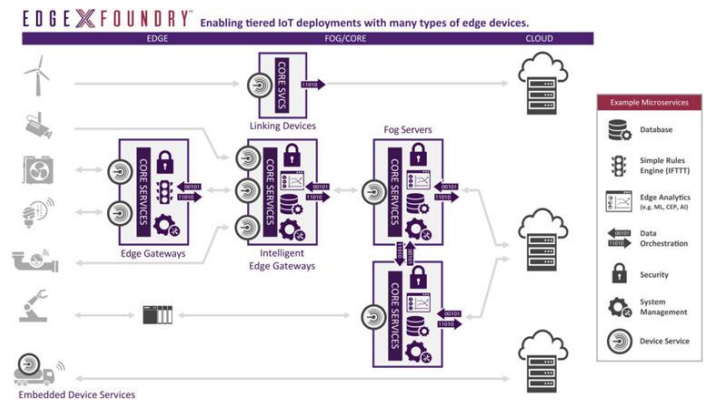 EDGE X FOUNDRY™ Enabling tiered IoT deployments with many types of edge devices.
EDGE FOG/CORE CLOUD
CORE SVCS
11010
Linking Devices
Fog Servers
CORE SERVICES
00101
11010
Edge Gateways
CORE SERVICES
00101
11010
Intelligent
Edge Gateways
CORE SERVICES
00101
11010
11010
00101
CORE SERVICES
00101
11010
Embedded Device Services
Example Microservices
Database
Simple Rules
Engine (IFTTT)
Edge Analytics
(e.g. ML, CEP, AI)
00101
11010
Data
Orchestration
Security
System
Management
Device Service